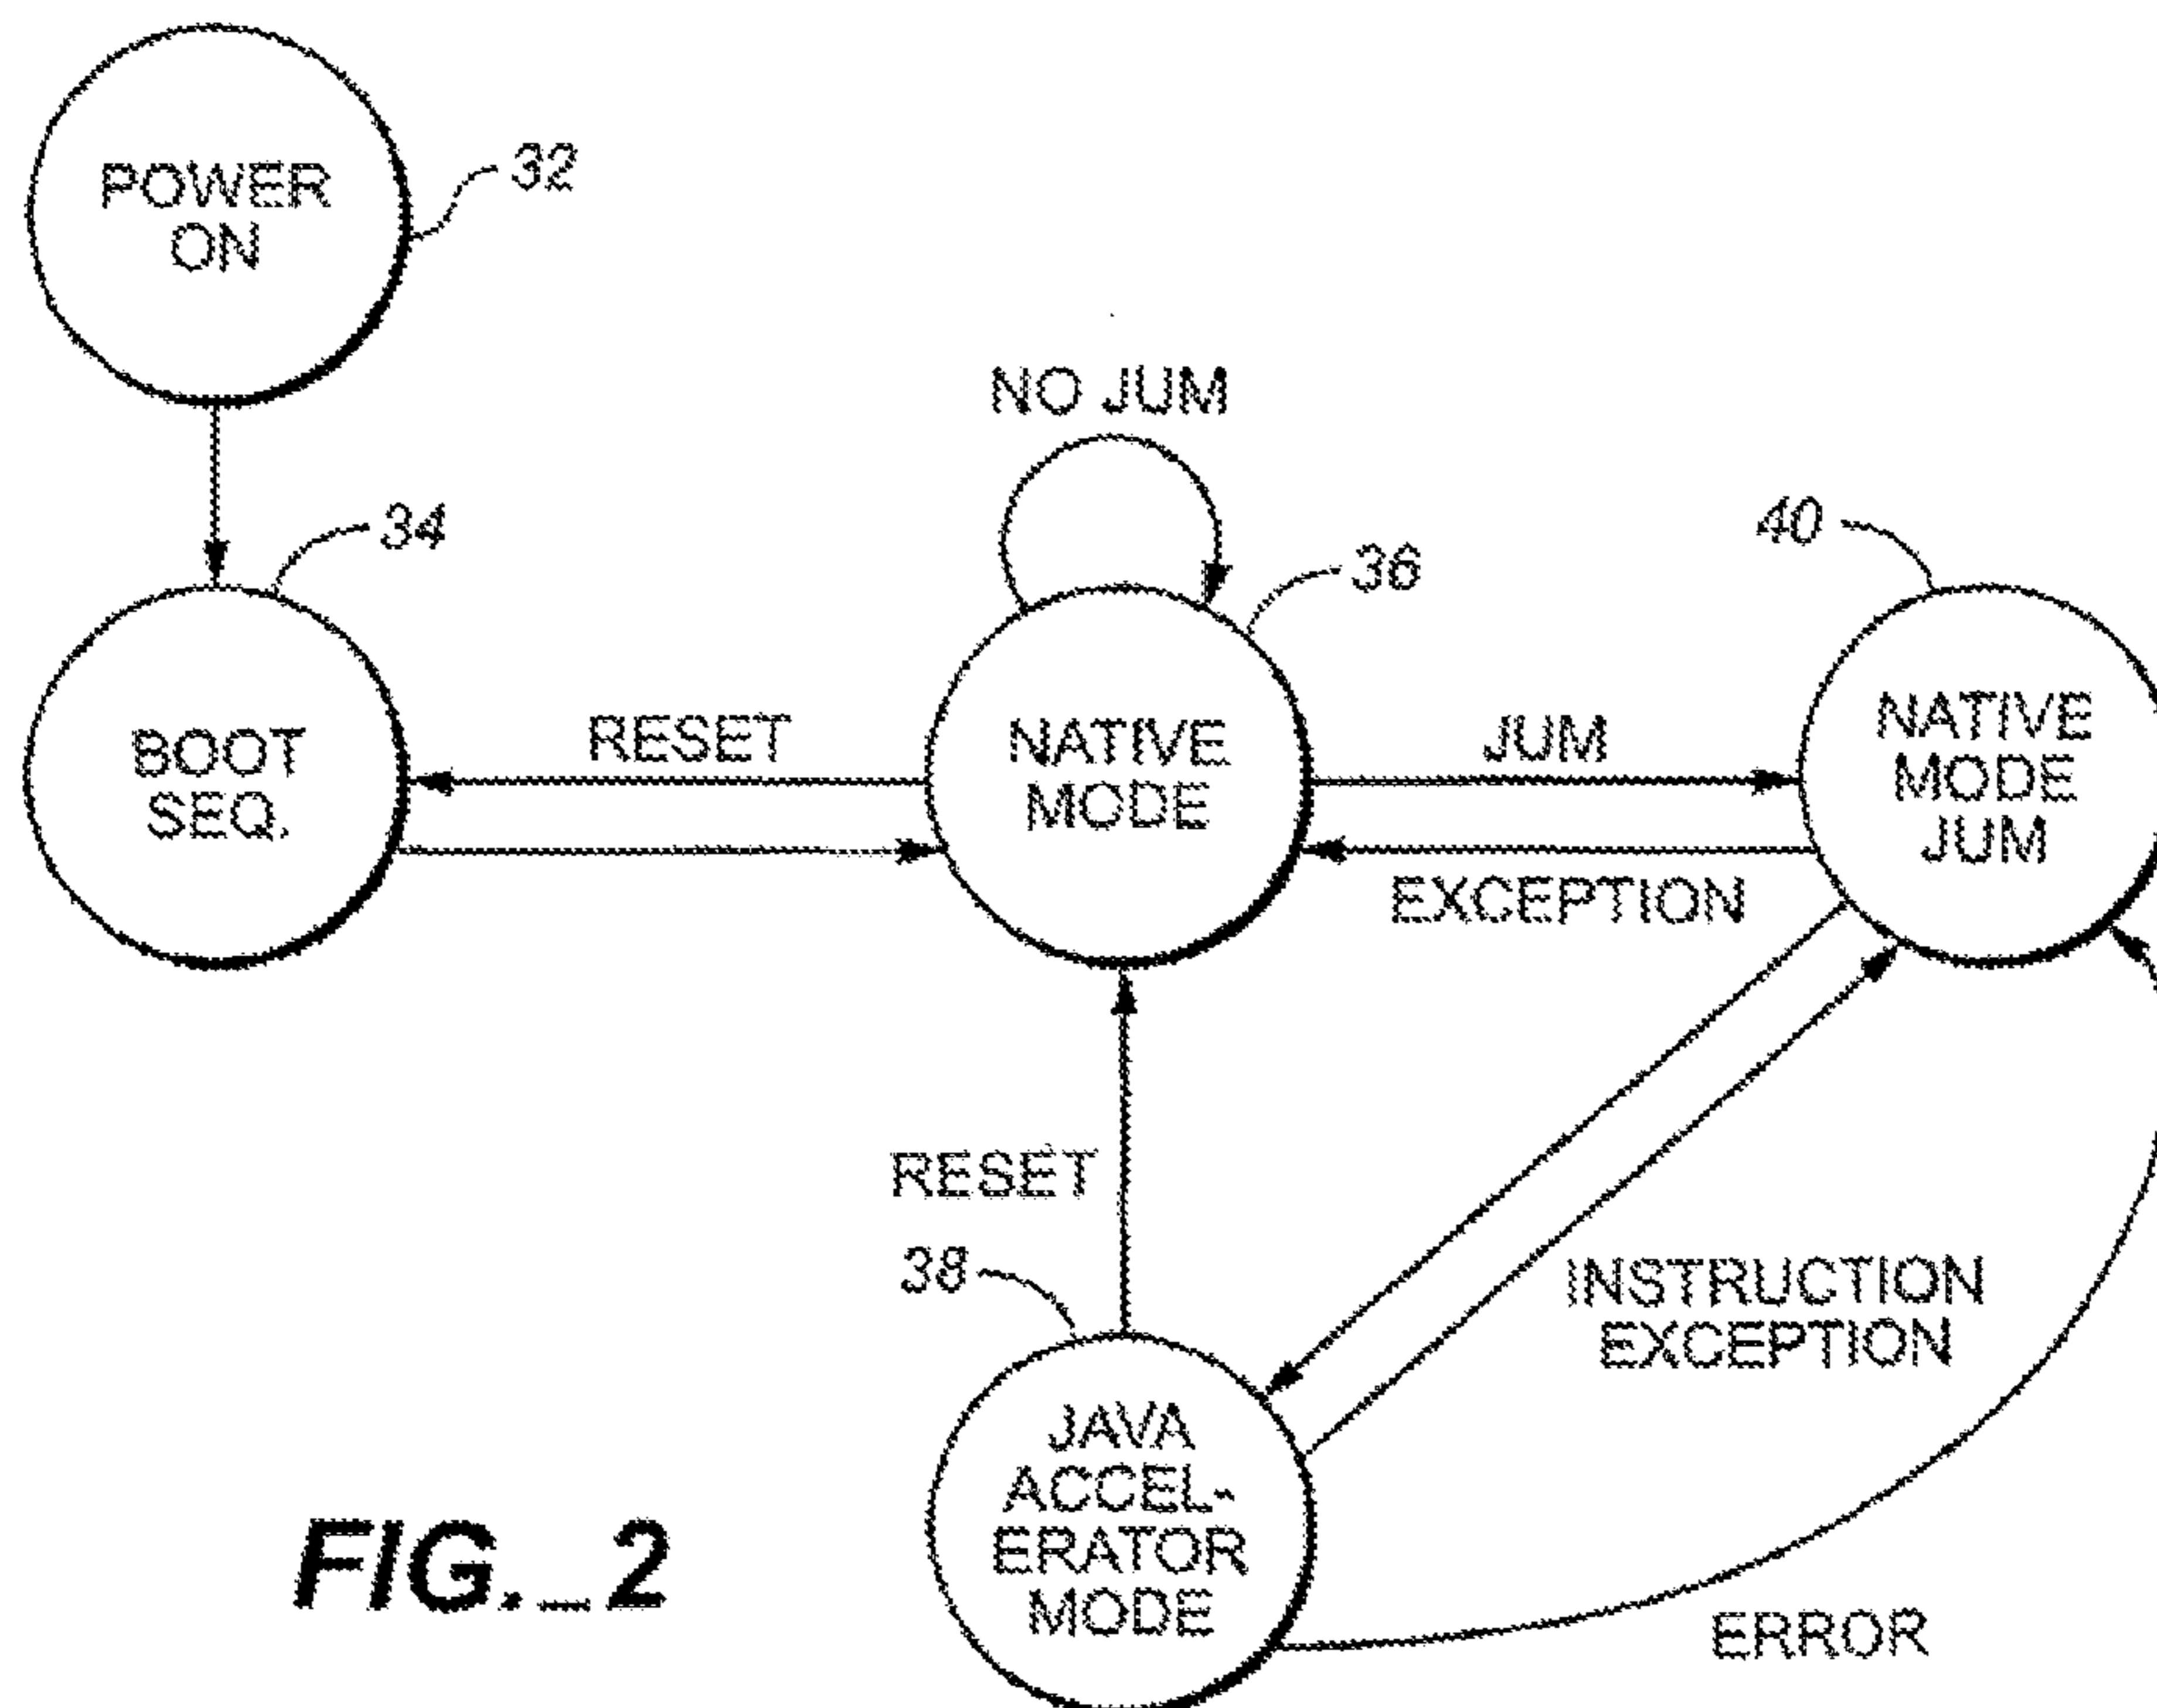 POWER
ON
32
NO JUM
34
36
40
BOOT
SEQ.
RESET
NATIVE
MODE
JUM
EXCEPTION
NATIVE
MODE
JUM
RESET
38
INSTRUCTION
EXCEPTION
JAVA
ACCEL-
ERATOR
MODE
ERROR
FIG._2